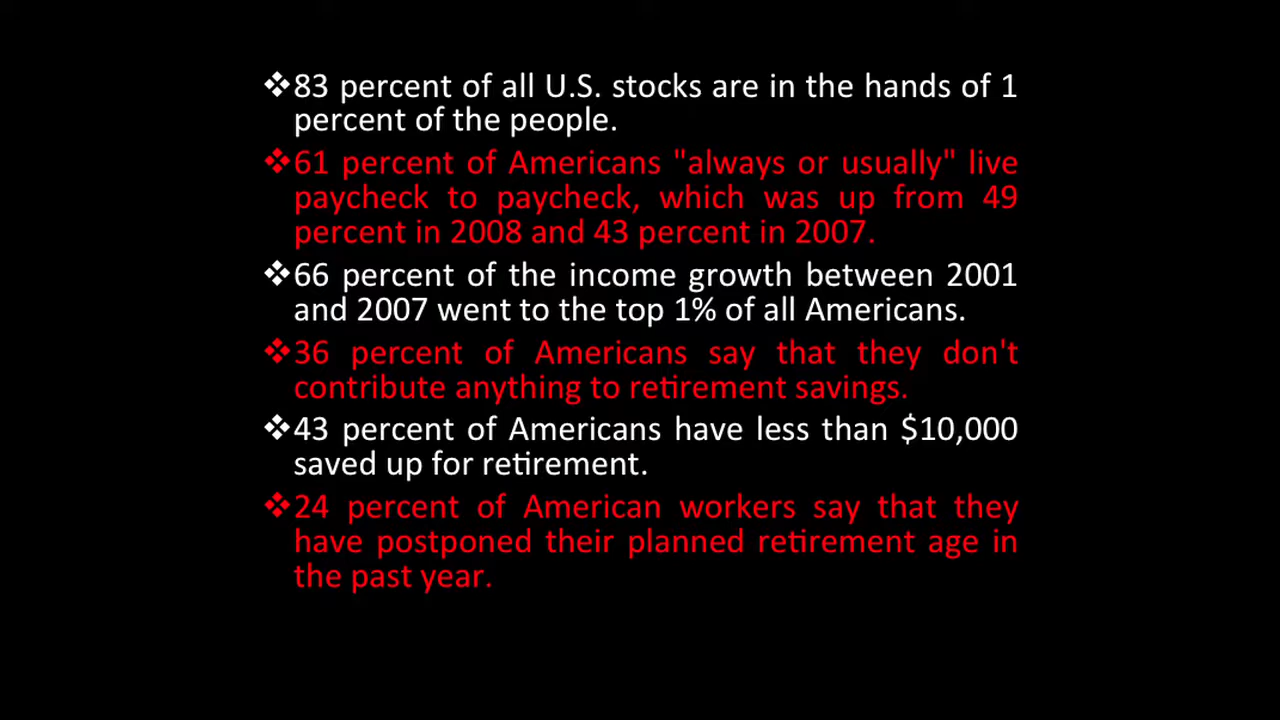 ❖83 percent of all U.S. stocks are in the hands of 1
percent of the people.
❖61 percent of Americans "always or usually" live
paycheck to paycheck, which was up from 49
percent in 2008 and 43 percent in 2007.
❖66 percent of the income growth between 2001
and 2007 went to the top 1% of all Americans.
❖36 percent of Americans say that they don't
contribute anything to retirement savings.
❖43 percent of Americans have less than $10,000
saved up for retirement.
❖24 percent of American workers say that they
have postponed their planned retirement age in
the past year.